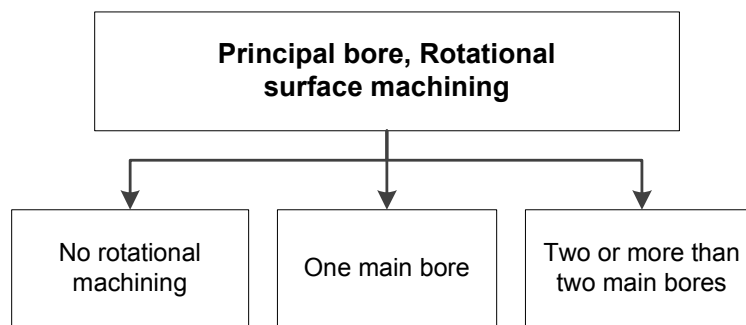 Principal bore, Rotational
surface machining
No rotational
machining
One main bore
Two or more than
two main bores